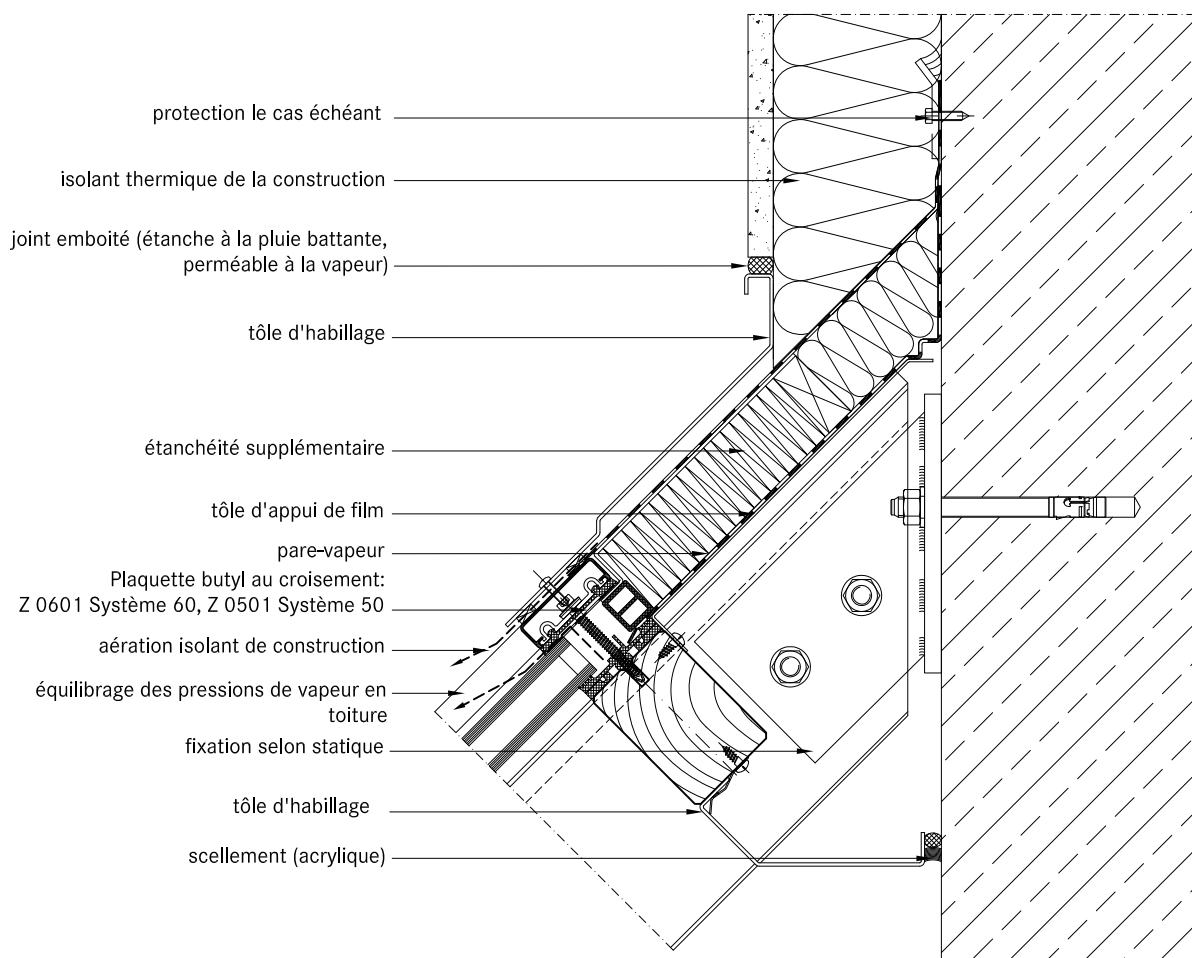 protection le cas échéant
isolant thermique de la construction
joint emboité (étanche à la pluie battante,
perméable à la vapeur)
tôle d'habillage
étanchéité supplémentaire
tôle d'appui de film
pare-vapeur
Plaquette butyl au croisement:
Z 0601 Système 60, Z 0501 Système 50
aération isolant de construction
équilibrage des pressions de vapeur en
toiture
fixation selon statique
tôle d'habillage
scellement (acrylique)